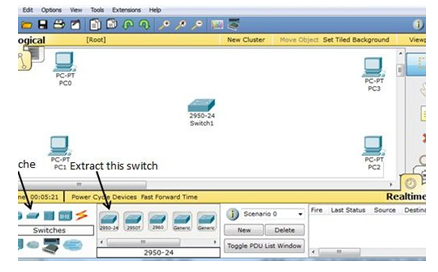 Edit Options View Tools Extensions Help
ogical [Root] New Cluster Move Object Set Tiled Background Viewp
PC-PT
PC0
PC-PT
PC3
2950-24
Switch1
PC-PT
PC1
PC-PT
PC2
che
Extract this switch
00:05:21 Power Cycle Devices Fast Forward Time Realtime
Switches
2950-24 2950T 2960 Generic Generic
2950-24
Scenario 0
New Delete
Toggle PDU List Window
Fire Last Status Source Destina